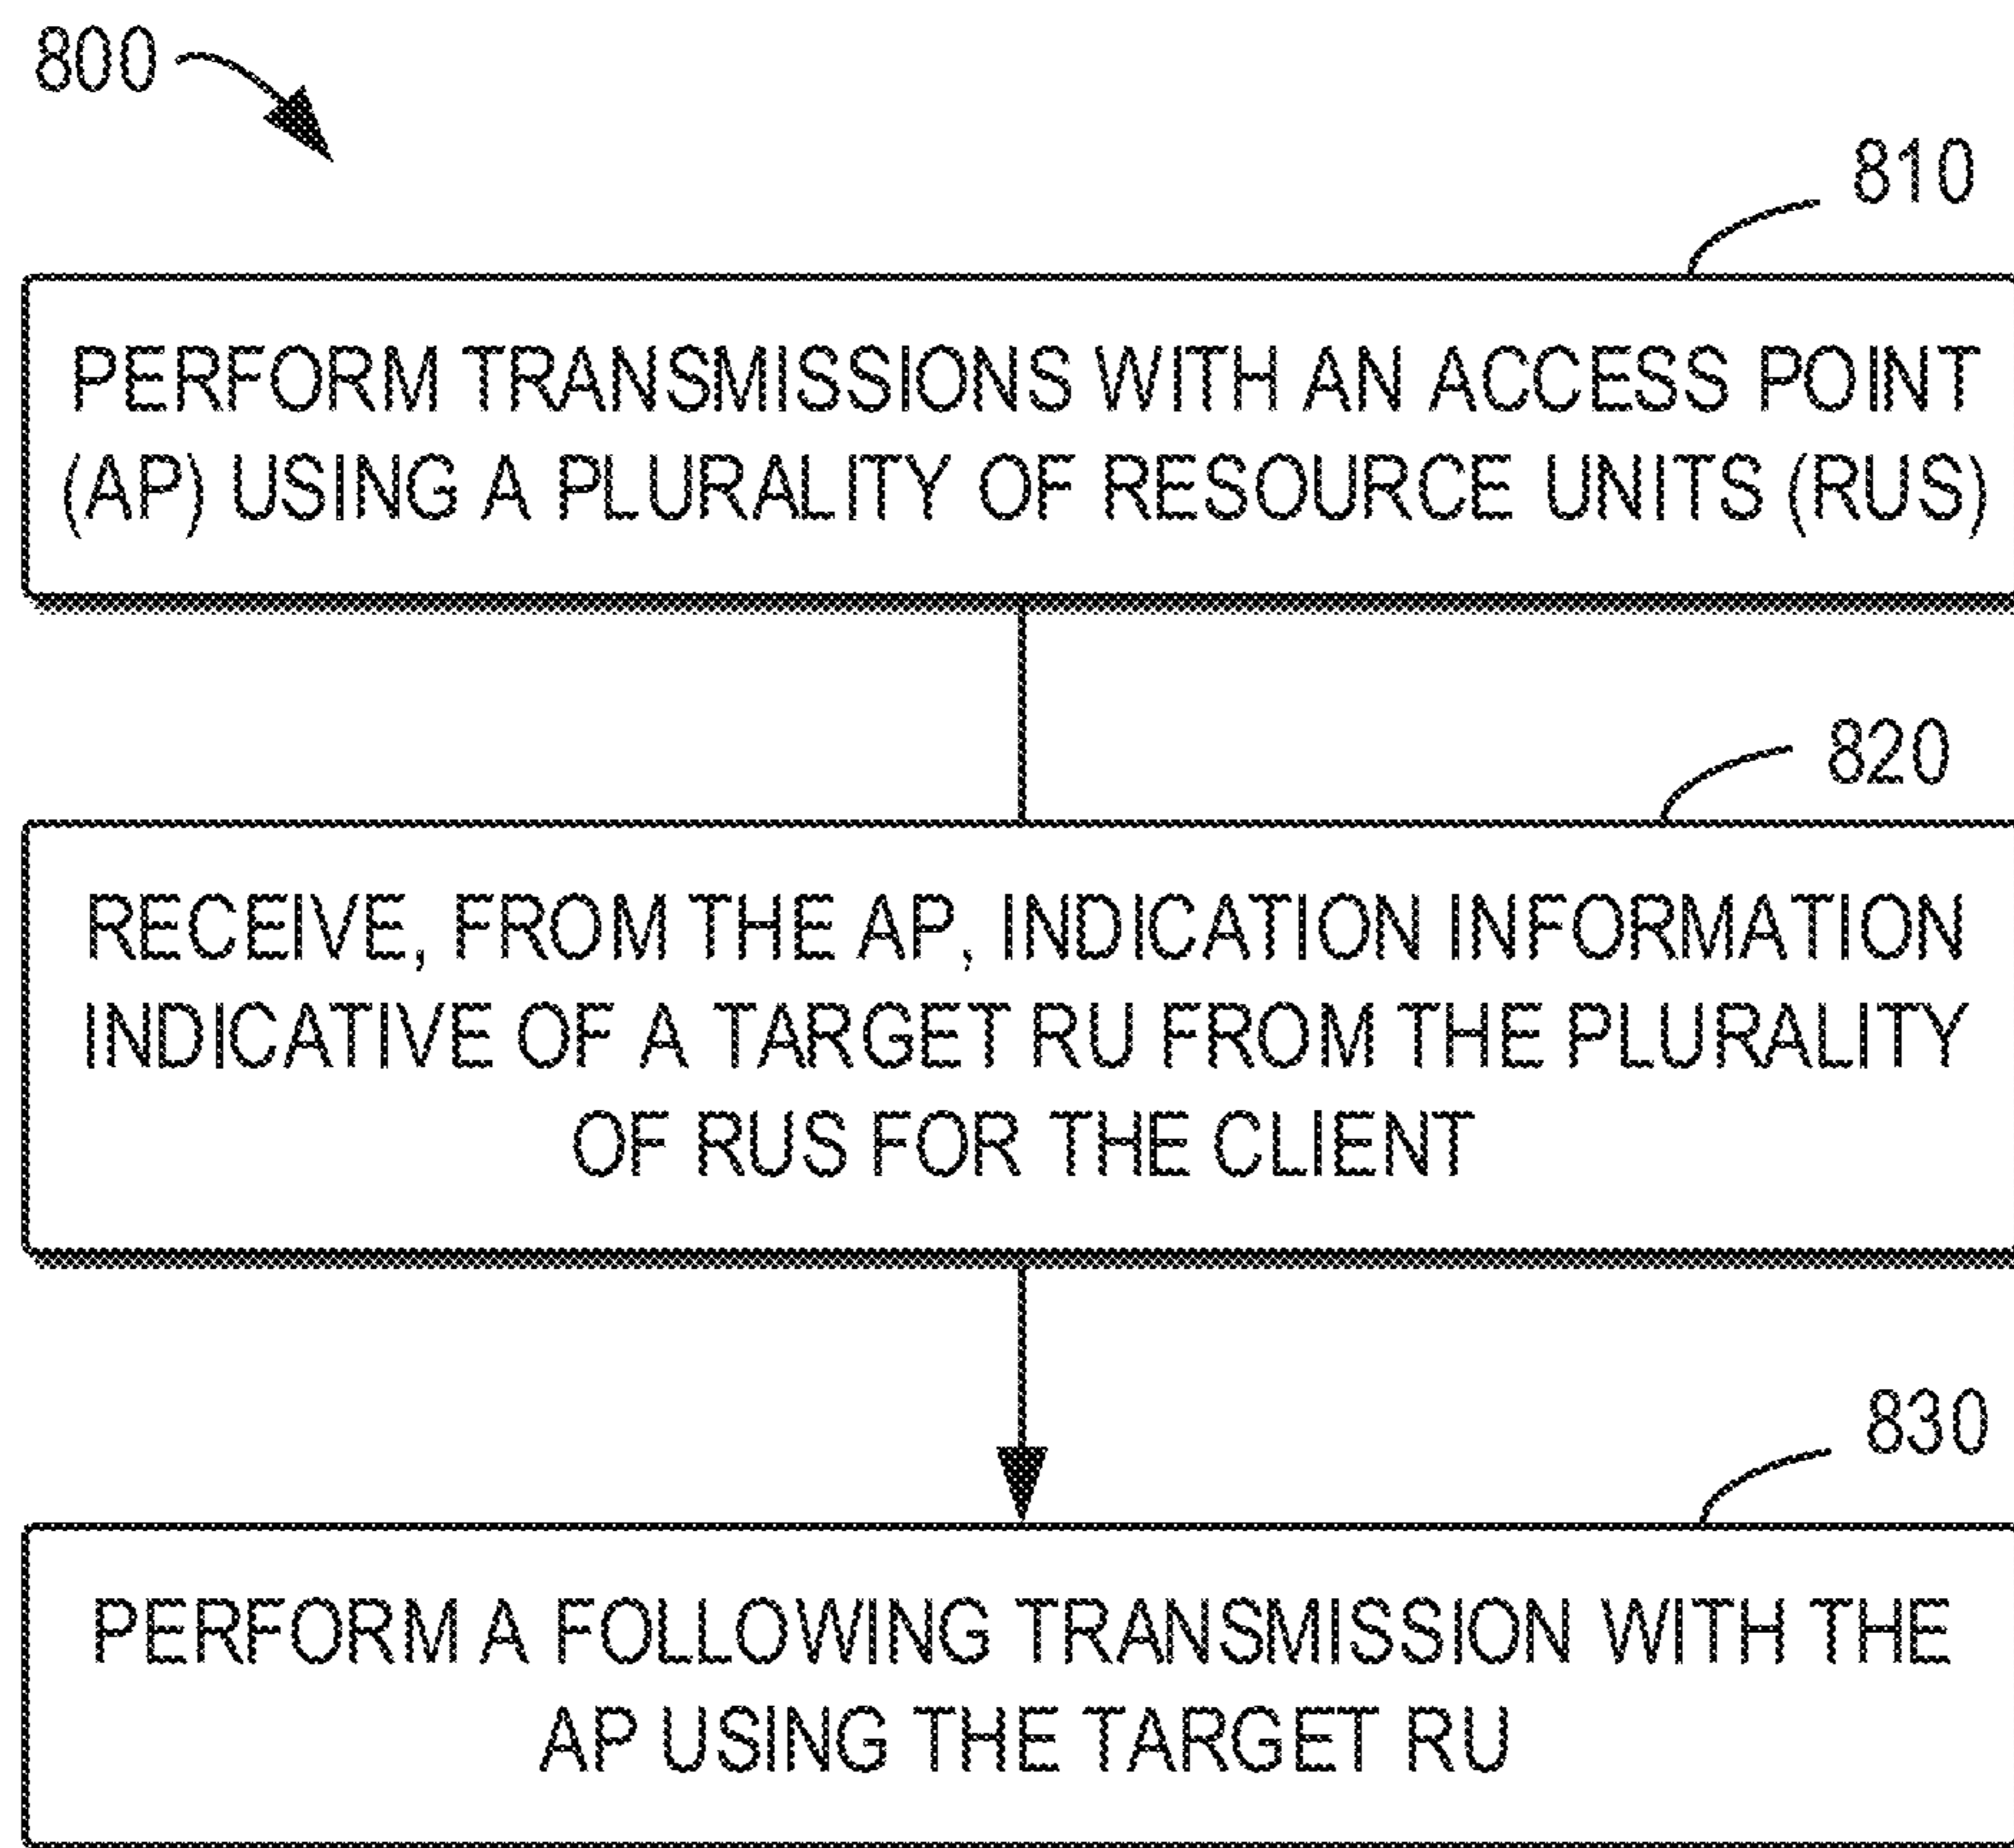 800
810
PERFORM TRANSMISSIONS WITH AN ACCESS POINT
(AP) USING A PLURALITY OF RESOURCE UNITS (RUS)
820
RECEIVE, FROM THE AP, INDICATION INFORMATION
INDICATIVE OF A TARGET RU FROM THE PLURALITY
OF RUS FOR THE CLIENT
830
PERFORM A FOLLOWING TRANSMISSION WITH THE
AP USING THE TARGET RU